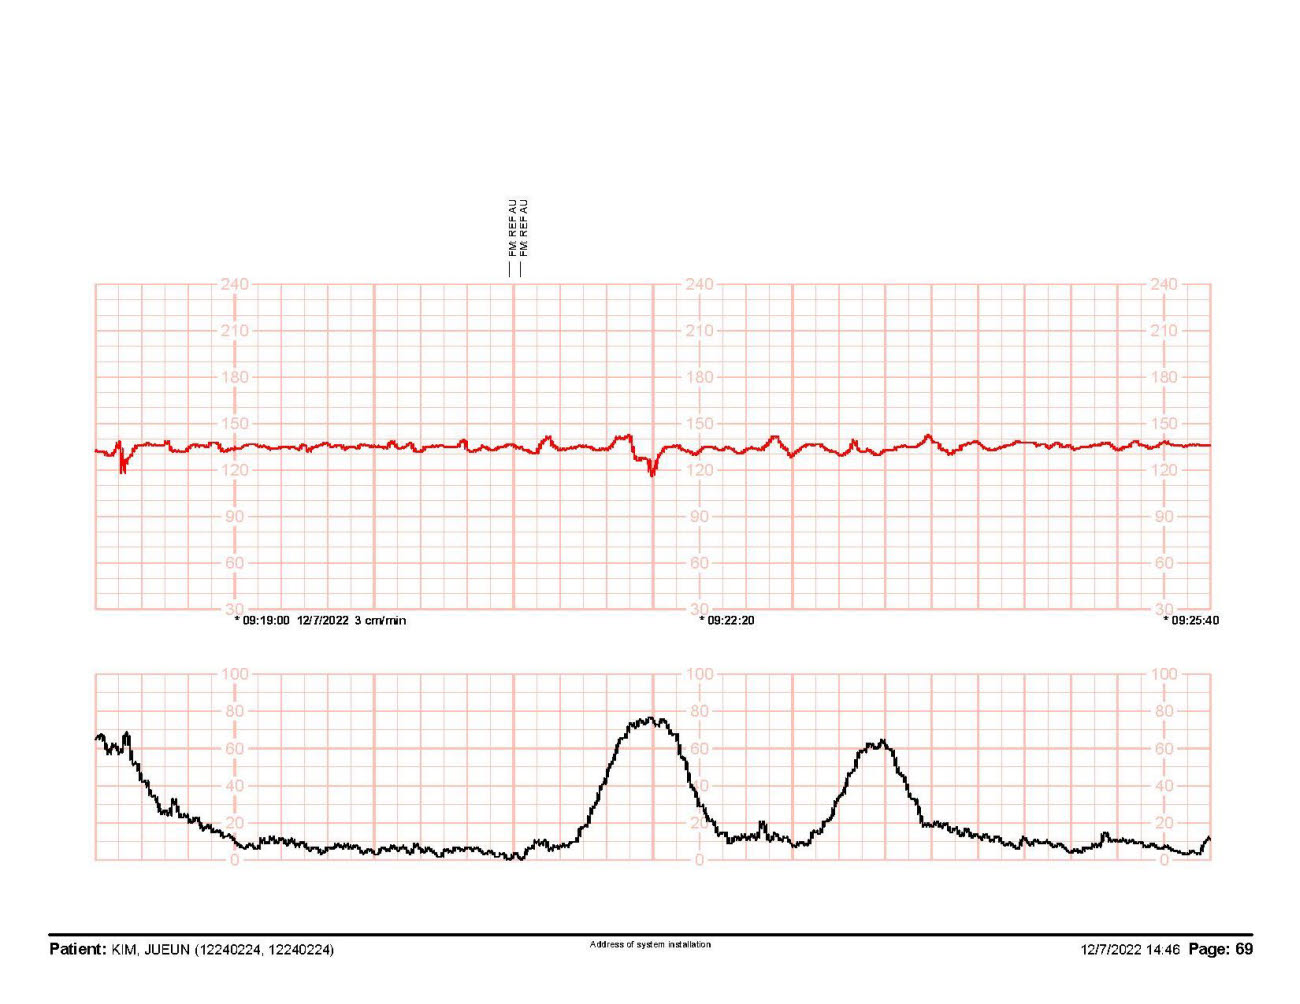 FM: REF AU
FM: REF AU
240 240 240
210 210 210
180 180 180
150 150 150
120 120 120
90 90 90
60 60 60
30 30 30
* 09:19:00 12/7/2022 3 cm/min * 09:22:20 * 09:25:40
100 100 100
80 80 80
60 60 60
40 40 40
20 20 20
0 0 0
Patient: KIM, JUEUN (12240224, 12240224) Address of system installation 12/7/2022 14:46 Page: 69